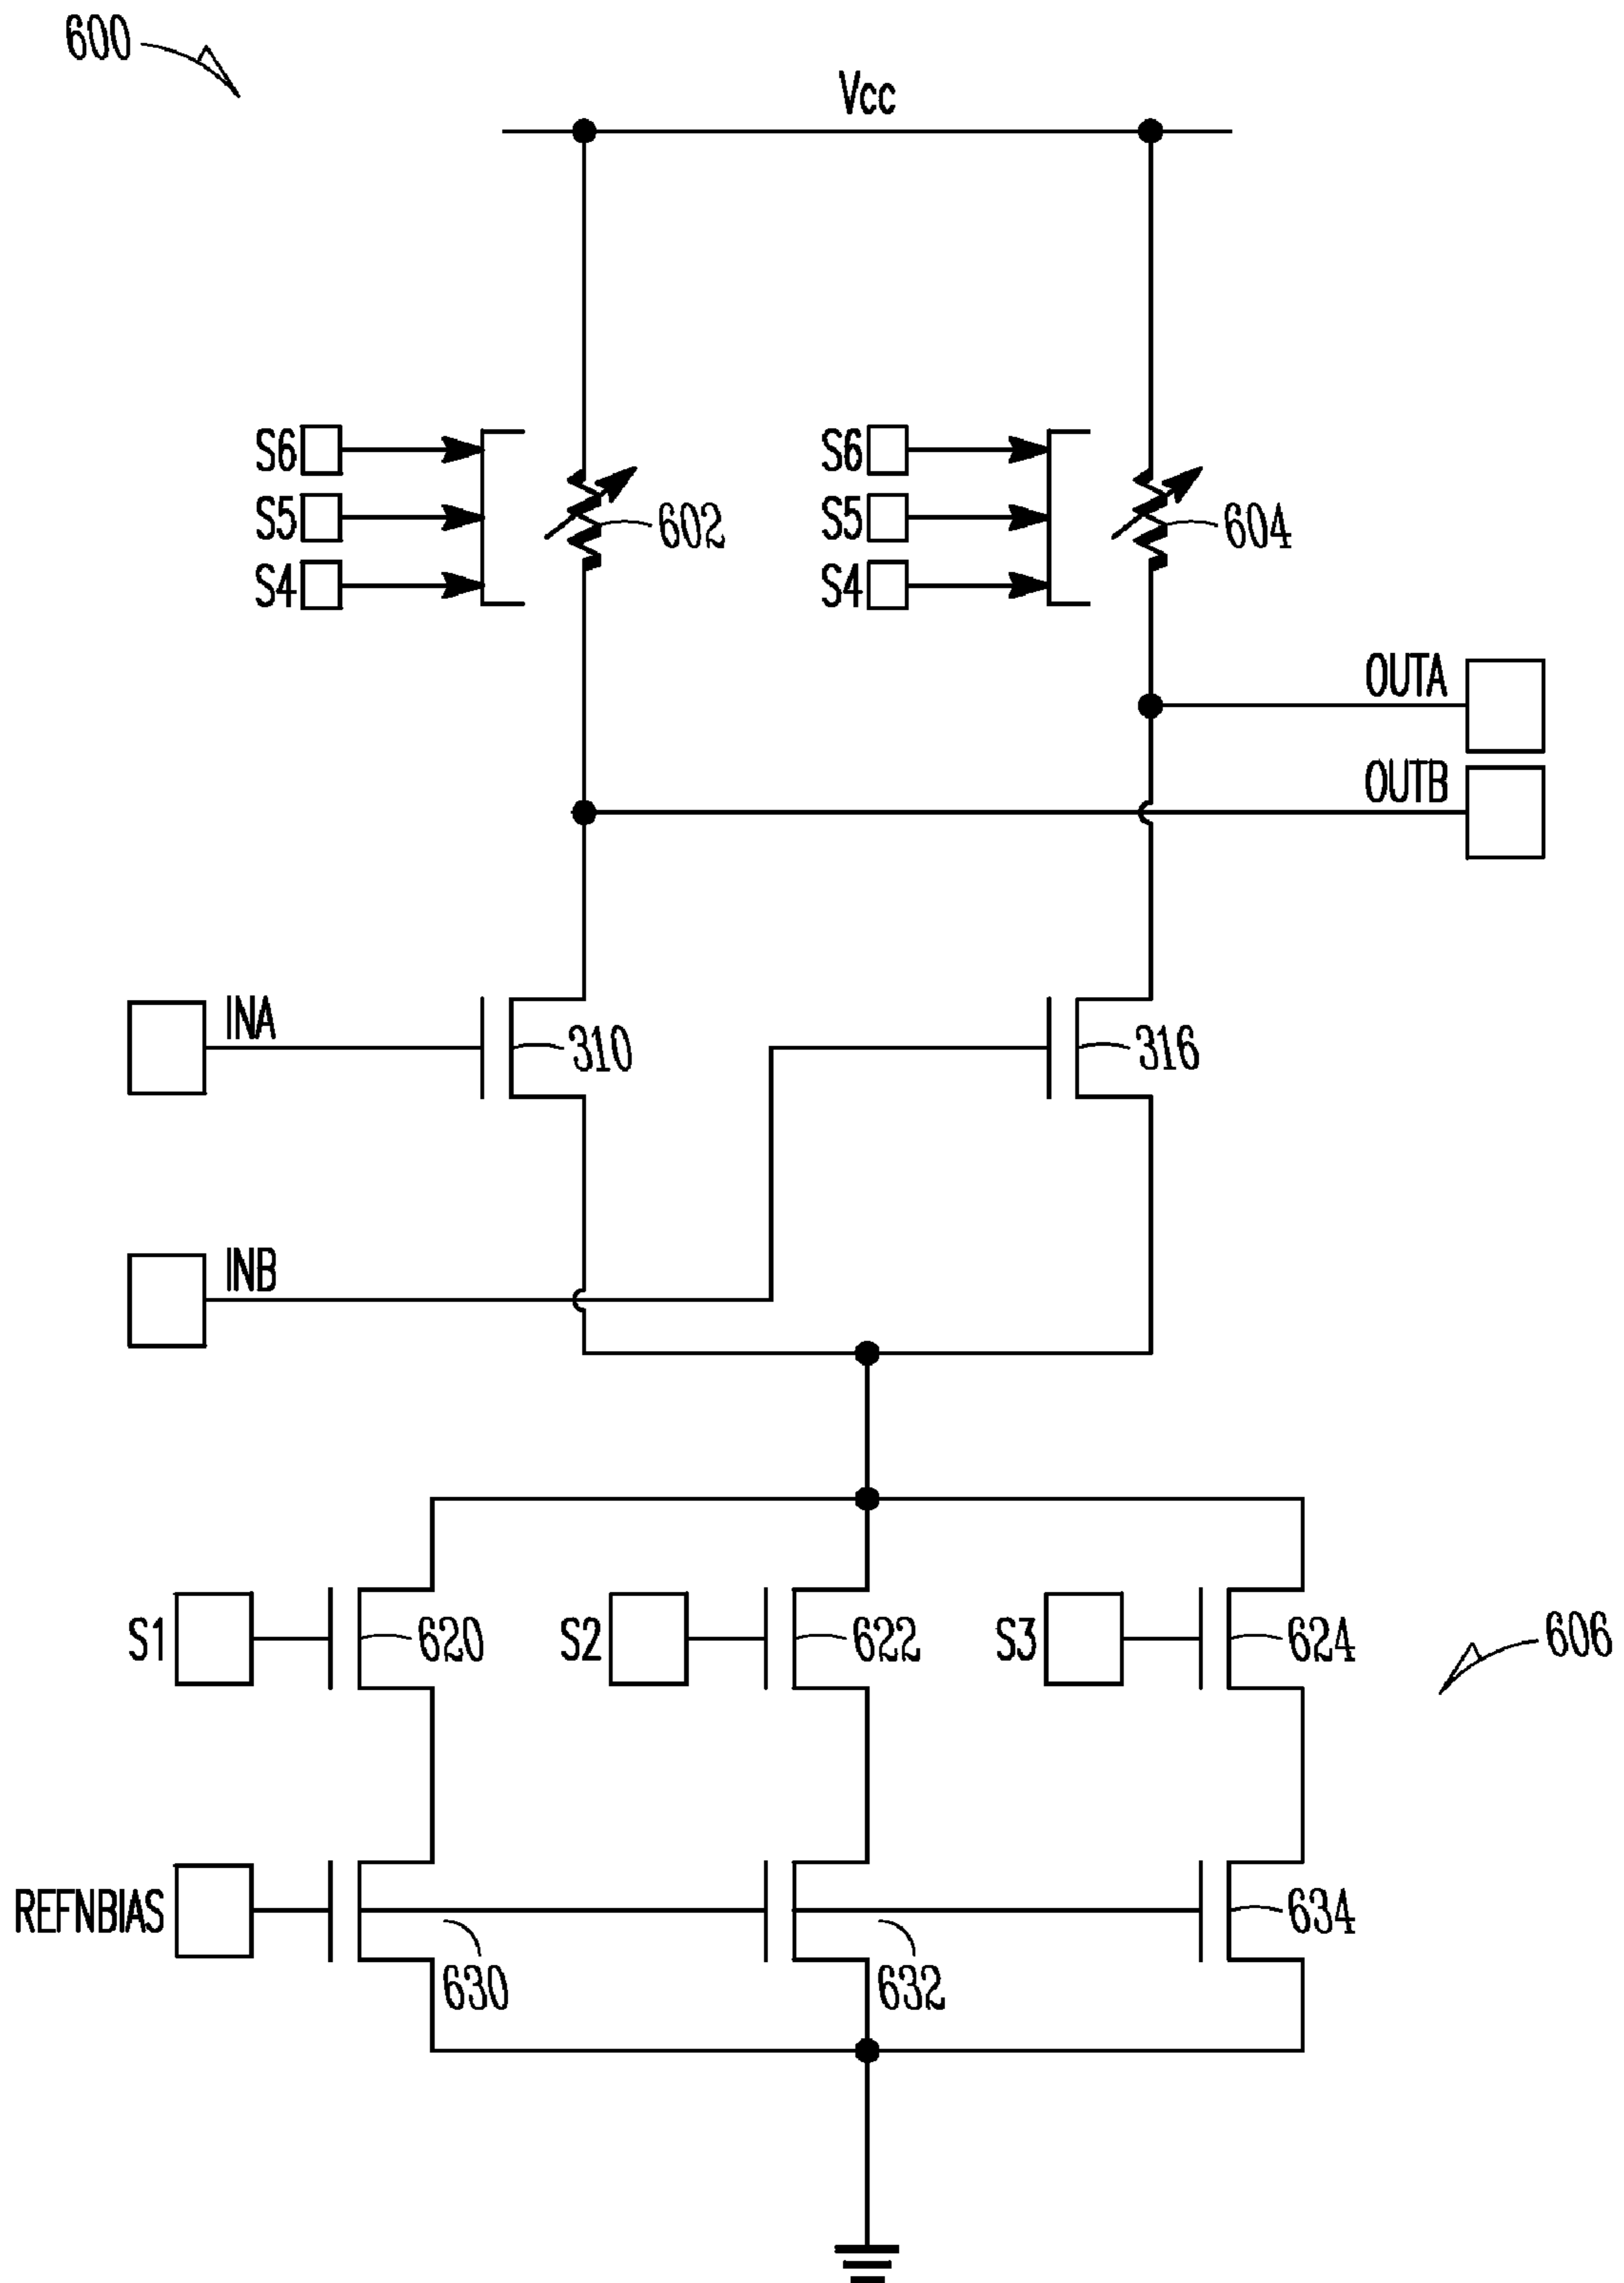 600
Vcc
S6
S6
S5
602
S5
604
S4
S4
OUTA
OUTB
INA
310
316
INB
S1
620
S2
622
S3
624
606
REFNBIAS
634
630
632